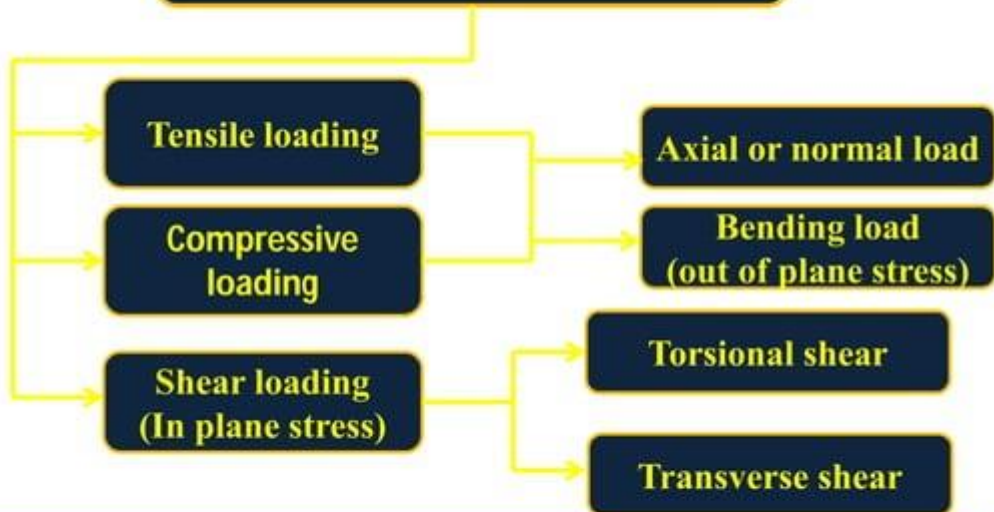 Tensile loading
Compressive
loading
Shear loading
(In plane stress)
Axial or normal load
Bending load
(out of plane stress)
Torsional shear
Transverse shear